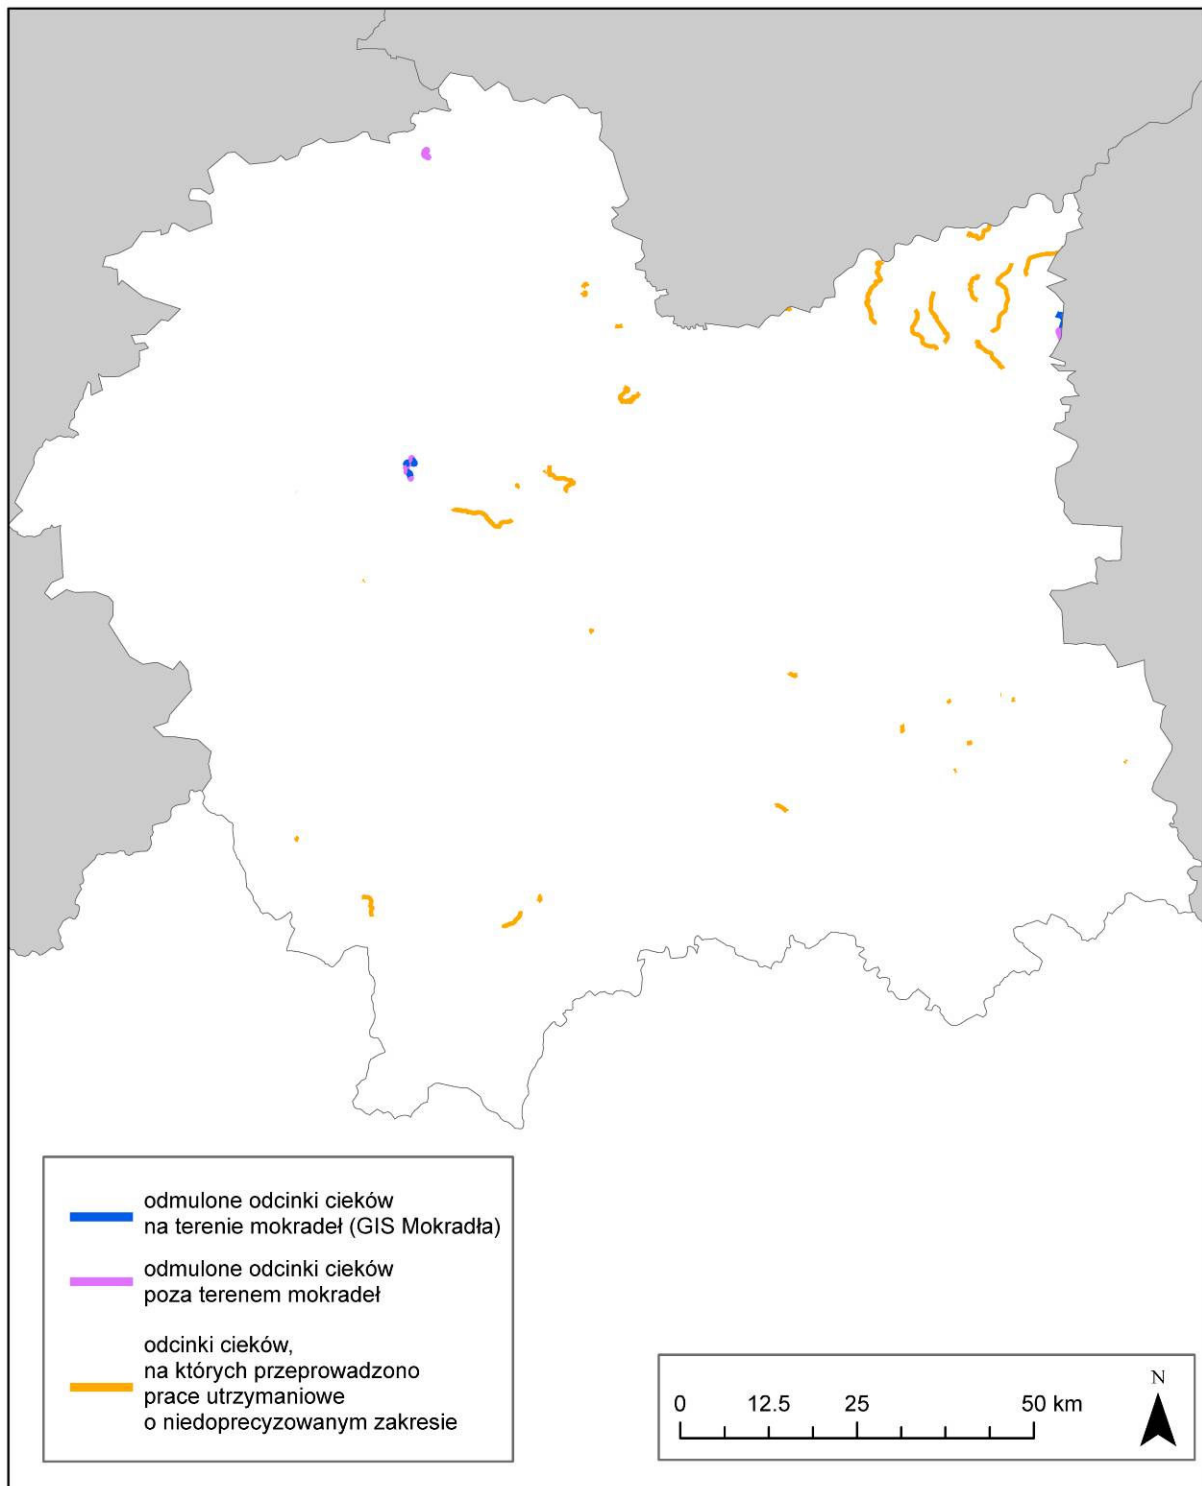 odmulone odcinki cieków
na terenie mokradeł (GIS Mokradła)
odmulone odcinki cieków
poza terenem mokradeł
odcinki cieków,
na których przeprowadzono
prace utrzymaniowe
o niedoprecyzowanym zakresie
0 12.5 25 50 km
N